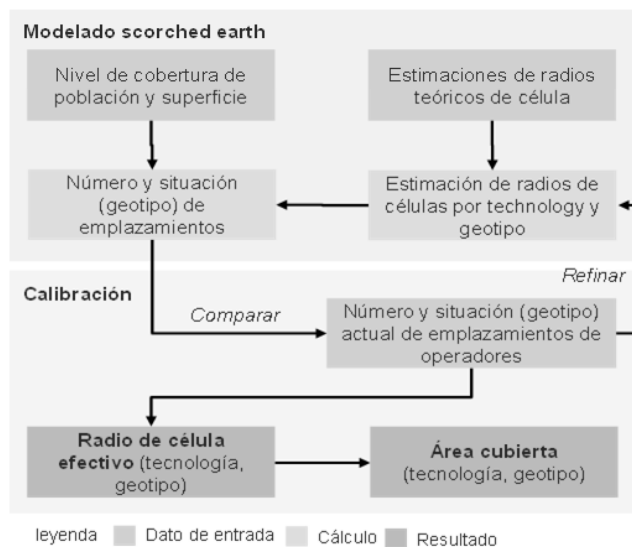 Modelado scorched earth
Nivel de cobertura de
población y superficie
Estimaciones de radios
teóricos de célula
Número y situación
(geotipo) de
emplazamientos
Estimación de radios de
células por technology y
geotipo
Refinar
Calibración
Comparar
Número y situación (geotipo)
actual de emplazamientos de
operadores
Radio de célula
efectivo (tecnología,
geotipo)
Área cubierta
(tecnología, geotipo)
leyenda
Dato de entrada
Cálculo
Resultado